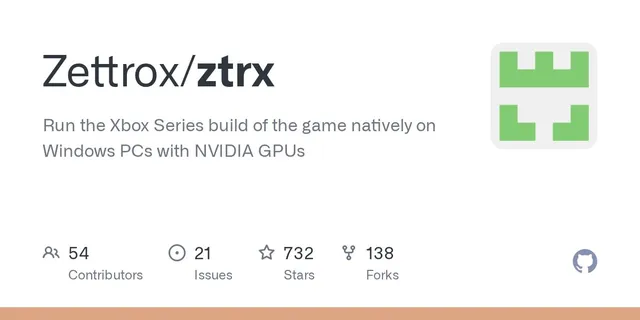 Zettrox/ztrx
Run the Xbox Series build of the game natively on
Windows PCs with NVIDIA GPUs
54 21 732 138
Contributors Issues Stars Forks